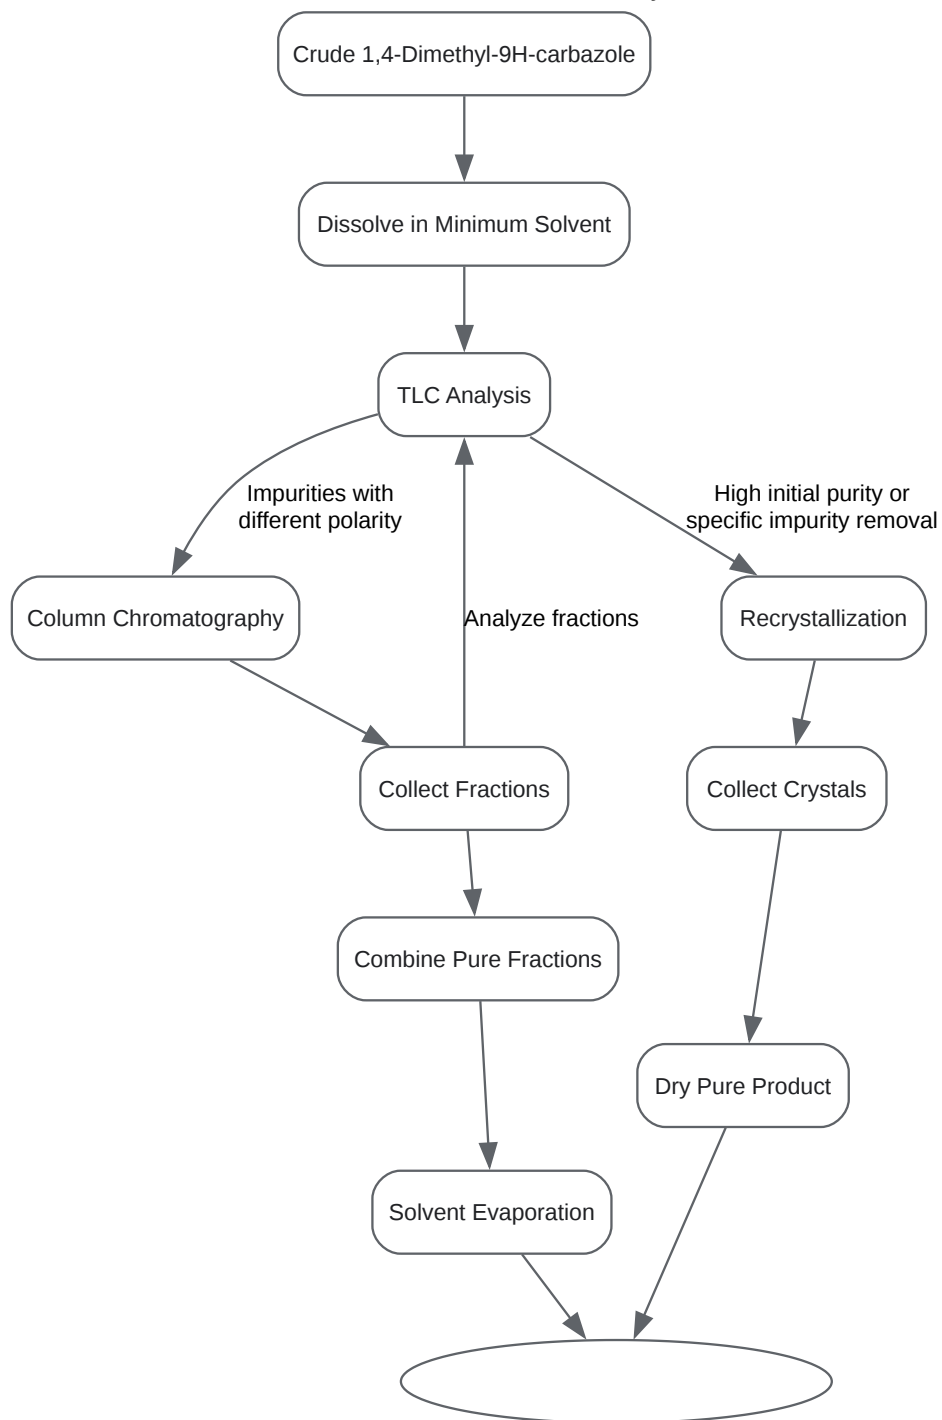 Crude 1,4-Dimethyl-9H-carbazole
Dissolve in Minimum Solvent
TLC Analysis
Impurities with
different polarity
High initial purity or
specific impurity removal
Column Chromatography
Analyze fractions
Recrystallization
Collect Fractions
Collect Crystals
Combine Pure Fractions
Dry Pure Product
Solvent Evaporation